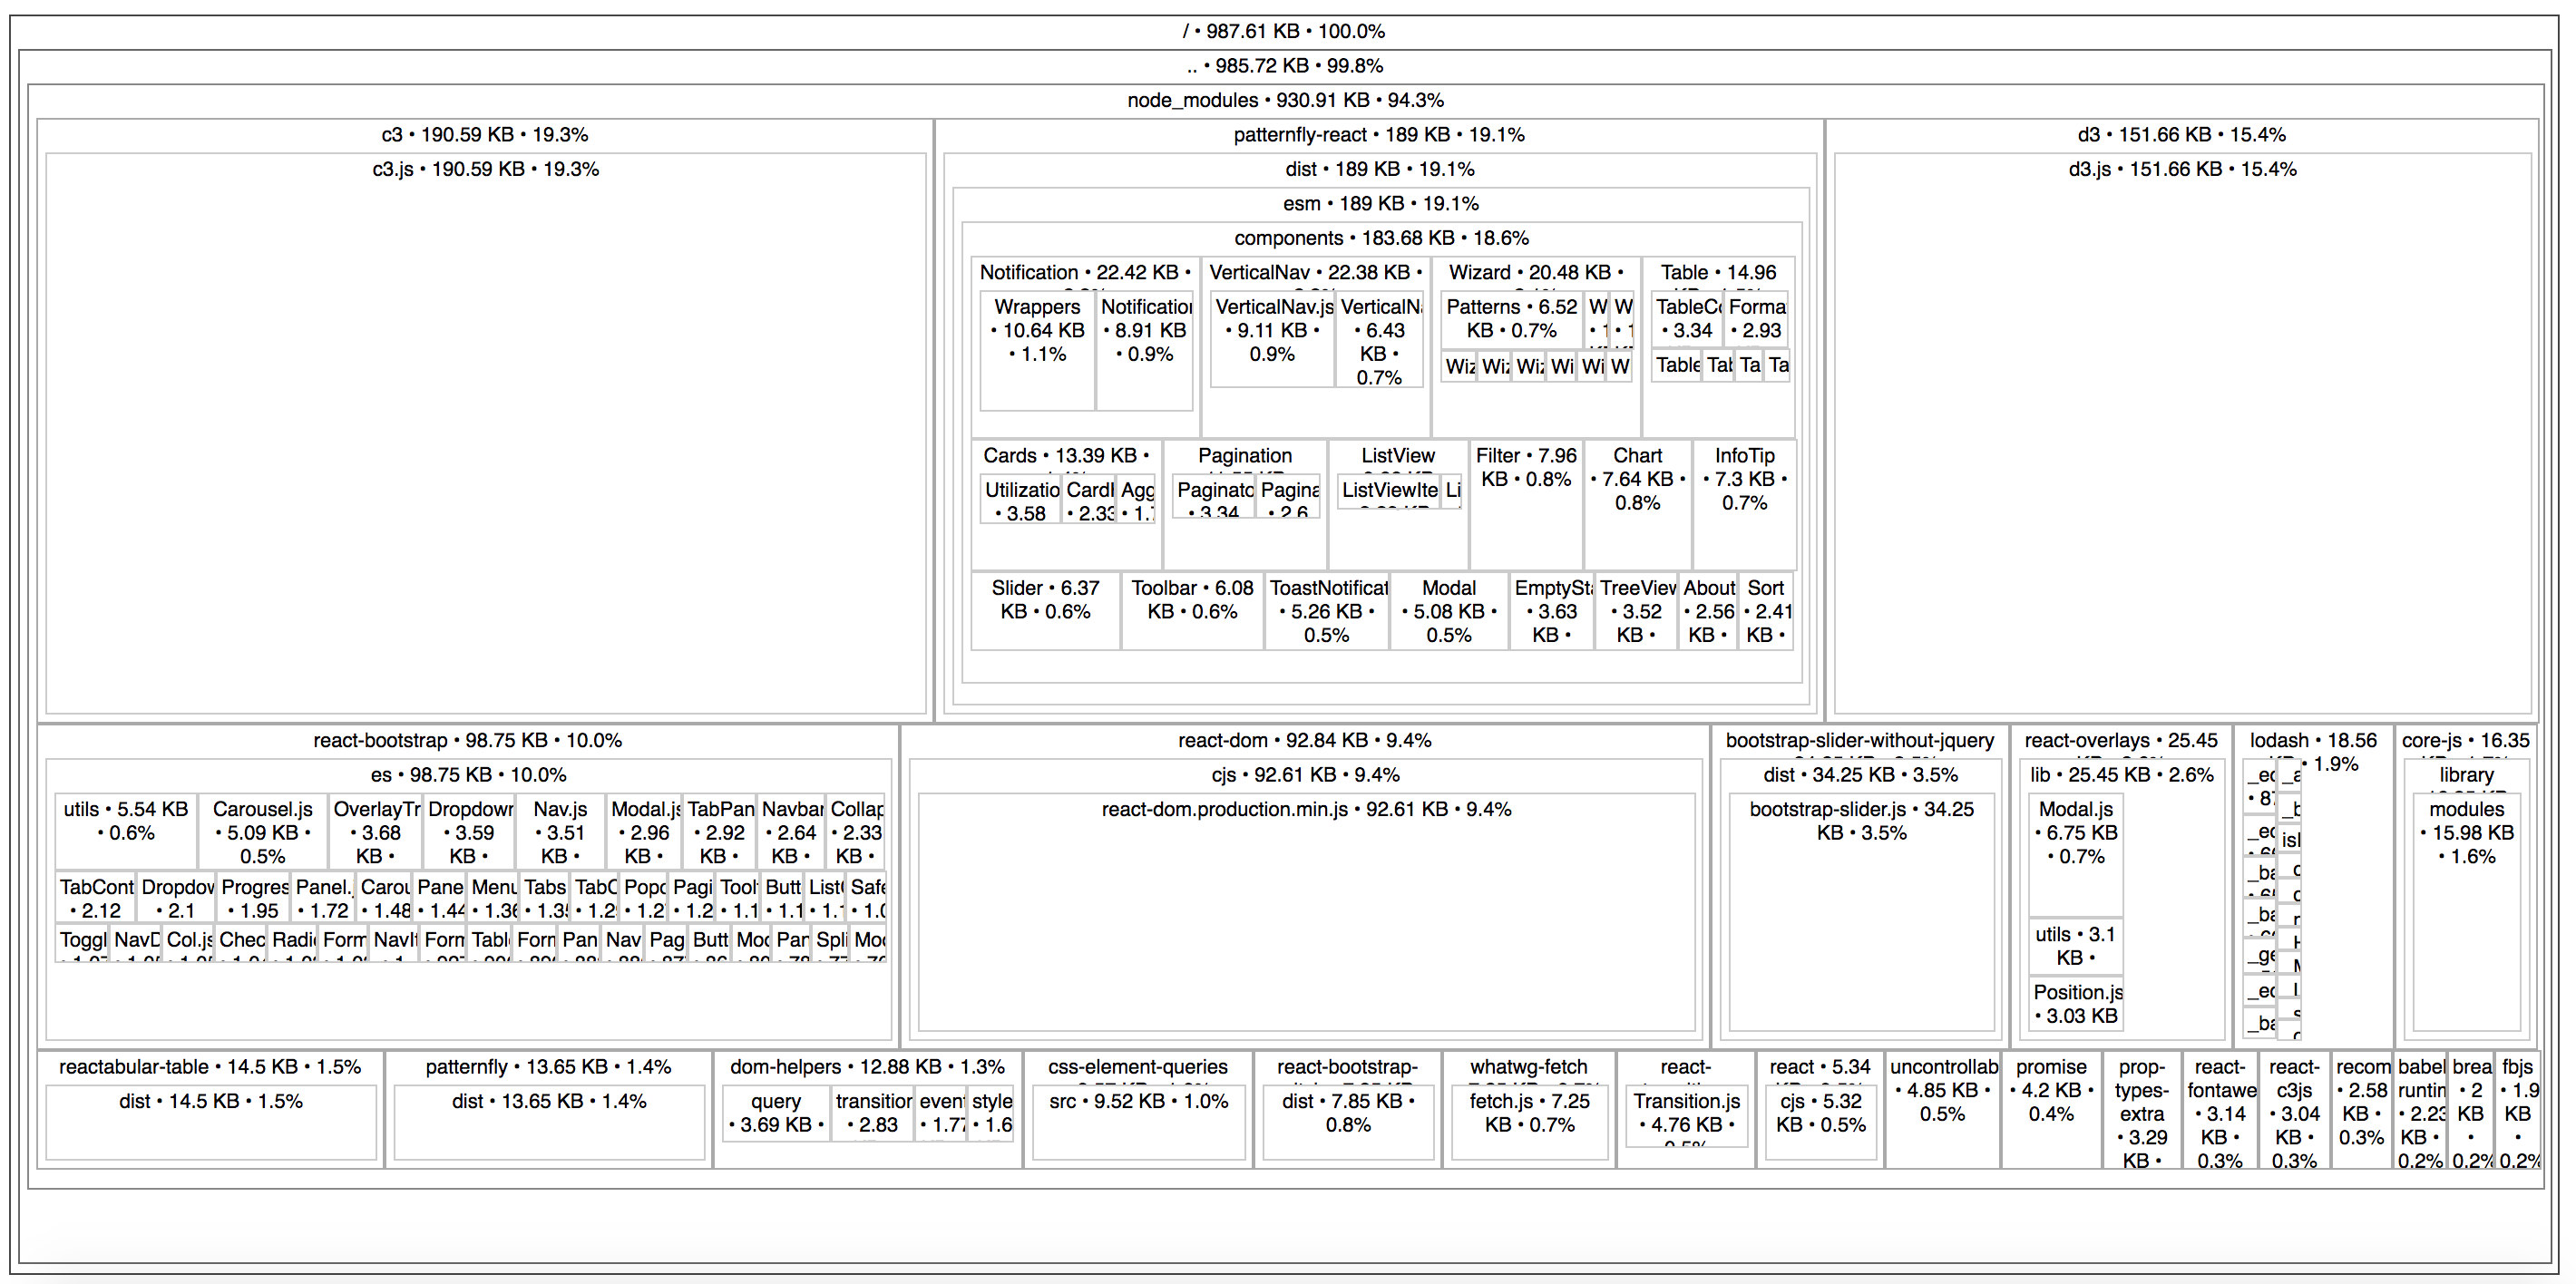 / • 987.61 KB • 100.0%
.. • 985.72 KB • 99.8%
node_modules • 930.91 KB • 94.3%
c3 • 190.59 KB • 19.3%
c3.js • 190.59 KB • 19.3%
patternfly-react • 189 KB • 19.1%
dist • 189 KB • 19.1%
esm • 189 KB • 19.1%
components • 183.68 KB • 18.6%
Notification • 22.42 KB •
Wrappers
• 10.64 KB
• 1.1%
Notification
• 8.91 KB
• 0.9%
VerticalNav • 22.38 KB •
VerticalNav.js
• 9.11 KB •
0.9%
VerticalN
• 6.43
KB •
0.7%
Wizard • 20.48 KB •
Patterns • 6.52
KB • 0.7%
W
W
Wiz
Wiz
Wiz
Wi
Wi
W
Table • 14.96
TableCo
• 3.34
Forma
• 2.93
Table
Tab
Ta
Ta
Cards • 13.39 KB •
Utilizatio
• 3.58
CardH
• 2.33
Agg
• 1.
Pagination
Paginato
• 3.34
Pagina
• 2.6
ListView
ListViewIte
Li
Filter • 7.96
KB • 0.8%
Chart
• 7.64 KB •
0.8%
InfoTip
• 7.3 KB •
0.7%
Slider • 6.37
KB • 0.6%
Toolbar • 6.08
KB • 0.6%
ToastNotificat
• 5.26 KB •
0.5%
Modal
• 5.08 KB •
0.5%
EmptySta
• 3.63
KB •
TreeView
• 3.52
KB •
About
• 2.56
KB •
Sort
• 2.41
KB •
d3 • 151.66 KB • 15.4%
d3.js • 151.66 KB • 15.4%
react-bootstrap • 98.75 KB • 10.0%
es • 98.75 KB • 10.0%
utils • 5.54 KB
• 0.6%
Carousel.js
• 5.09 KB •
0.5%
OverlayTr
• 3.68
KB •
Dropdown
• 3.59
KB •
Nav.js
• 3.51
KB •
Modal.js
• 2.96
KB •
TabPan
• 2.92
KB •
Navbar
• 2.64
KB •
Collap
• 2.33
KB •
TabCont
• 2.12
Dropdow
• 2.1
Progres
• 1.95
Panel.
• 1.72
Carou
• 1.48
Pane
• 1.44
Menu
• 1.36
Tabs
• 1.3
TabC
• 1.2
Popo
• 1.2
Pagi
• 1.2
Tool
• 1.1
Butt
• 1.1
List
• 1.
Safe
• 1.0
Toggl
NavD
Col.js
Chec
Radi
Form
NavIt
Form
Tabl
Forn
Pan
Nav
Pag
Butt
Moc
Pan
Spli
Moc
react-dom • 92.84 KB • 9.4%
cjs • 92.61 KB • 9.4%
react-dom.production.min.js • 92.61 KB • 9.4%
bootstrap-slider-without-jquery
dist • 34.25 KB • 3.5%
bootstrap-slider.js • 34.25
KB • 3.5%
react-overlays • 25.45
lib • 25.45 KB • 2.6%
Modal.js
• 6.75 KB
• 0.7%
utils • 3.1
KB •
Position.js
• 3.03 KB
lodash • 18.56
• 1.9%
core-js • 16.35
library
modules
• 15.98 KB
• 1.6%
reactabular-table • 14.5 KB • 1.5%
dist • 14.5 KB • 1.5%
patternfly • 13.65 KB • 1.4%
dist • 13.65 KB • 1.4%
dom-helpers • 12.88 KB • 1.3%
query
• 3.69 KB •
transition
• 2.83
event
• 1.77
style
• 1.6
css-element-queries
src • 9.52 KB • 1.0%
react-bootstrap-
dist • 7.85 KB •
0.8%
whatwg-fetch
fetch.js • 7.25
KB • 0.7%
react-
Transition.js
• 4.76 KB •
react • 5.34
cjs • 5.32
KB • 0.5%
uncontrollab
• 4.85 KB •
0.5%
promise
• 4.2 KB •
0.4%
prop-
types-
extra
• 3.29
KB •
react-
fontawe
• 3.14
KB •
0.3%
react-
c3js
• 3.04
KB •
0.3%
recom
• 2.58
KB •
0.3%
babel
runtin
• 2.23
KB •
0.2%
brea
• 2
KB
•
0.2%
fbjs
• 1.9
KB
•
0.2%